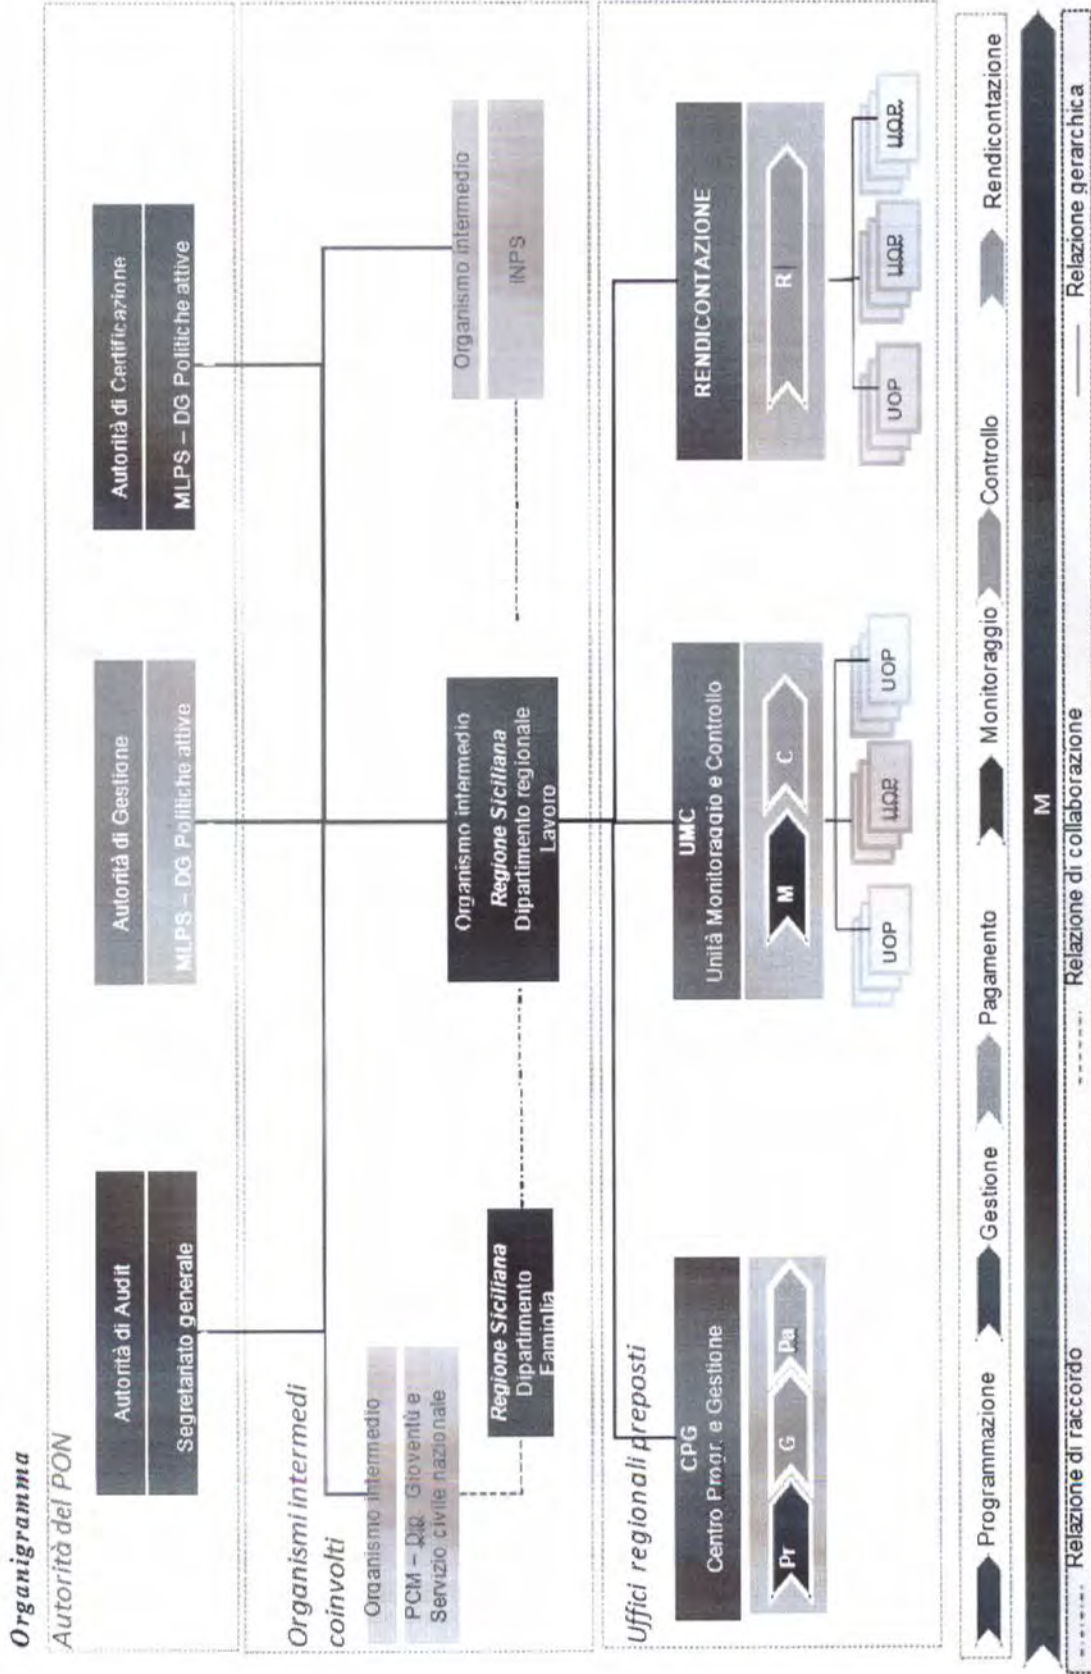 Organigramma
Autorità del PON
Autorità di Audit
Segretariato generale
Autorità di Gestione
MLPS – DG Politiche attive
Autorità di Certificazione
MLPS – DG Politiche attive
Organismi intermedi
coinvolti
Organismo intermedio
PCM – Dip. Gioventù e
Servizio civile nazionale
Regione Siciliana
Dipartimento
Famiglia
Organismo intermedio
Regione Siciliana
Dipartimento regionale
Lavoro
Organismo intermedio
INPS
Uffici regionali preposti
CPG
Centro Progr. e Gestione
Pr
G
Pa
UMC
Unità Monitoraggio e Controllo
M
C
UOP
UOP
UOP
RENDICONTAZIONE
R
UOP
U.O.P.
U.O.P.
Programmazione
Gestione
Pagamento
Monitoraggio
Controllo
Rendicontazione
M
Relazione di raccordo
Relazione di collaborazione
Relazione gerarchica